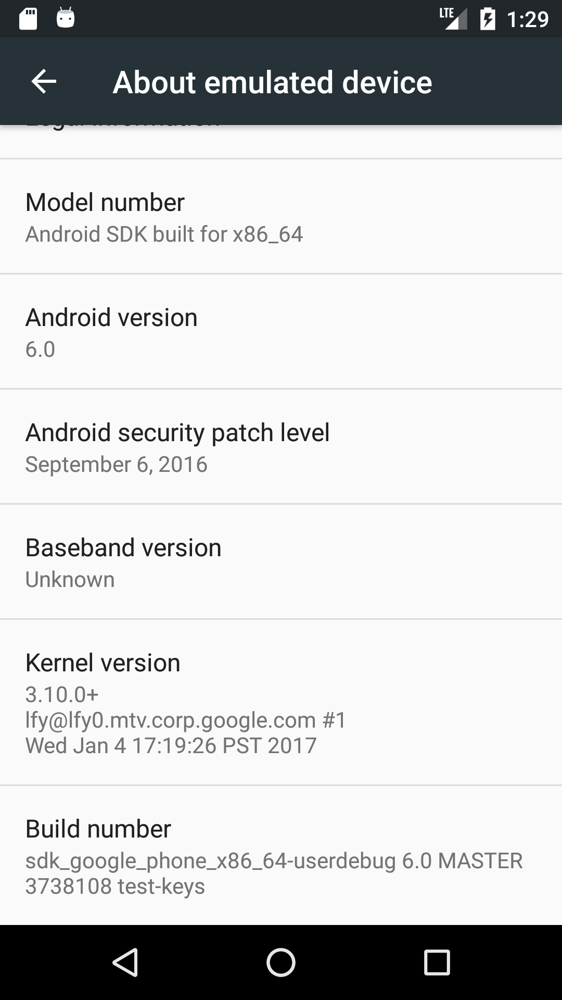 LTE 1:29
About emulated device
Legal information
Model number
Android SDK built for x86_64
Android version
6.0
Android security patch level
September 6, 2016
Baseband version
Unknown
Kernel version
3.10.0+
lfy@lfy0.mtv.corp.google.com #1
Wed Jan 4 17:19:26 PST 2017
Build number
sdk_google_phone_x86_64-userdebug 6.0 MASTER
3738108 test-keys